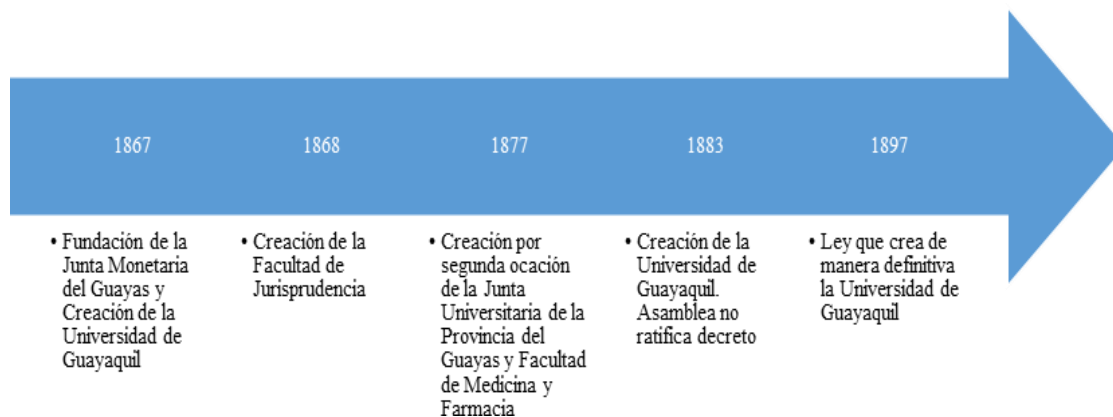 1867
1868
1877
1883
1897
• Fundación de la
Junta Monetaria
del Guayas y
Creación de la
Universidad de
Guayaquil
• Creación de la
Facultad de
Jurisprudencia
• Creación por
segunda ocación
de la Junta
Universitaria de la
Provincia del
Guayas y Facultad
de Medicina y
Farmacia
• Creación de la
Universidad de
Guayaquil.
Asamblea no
ratifica decreto
• Ley que crea de
manera definitiva
la Universidad de
Guayaquil